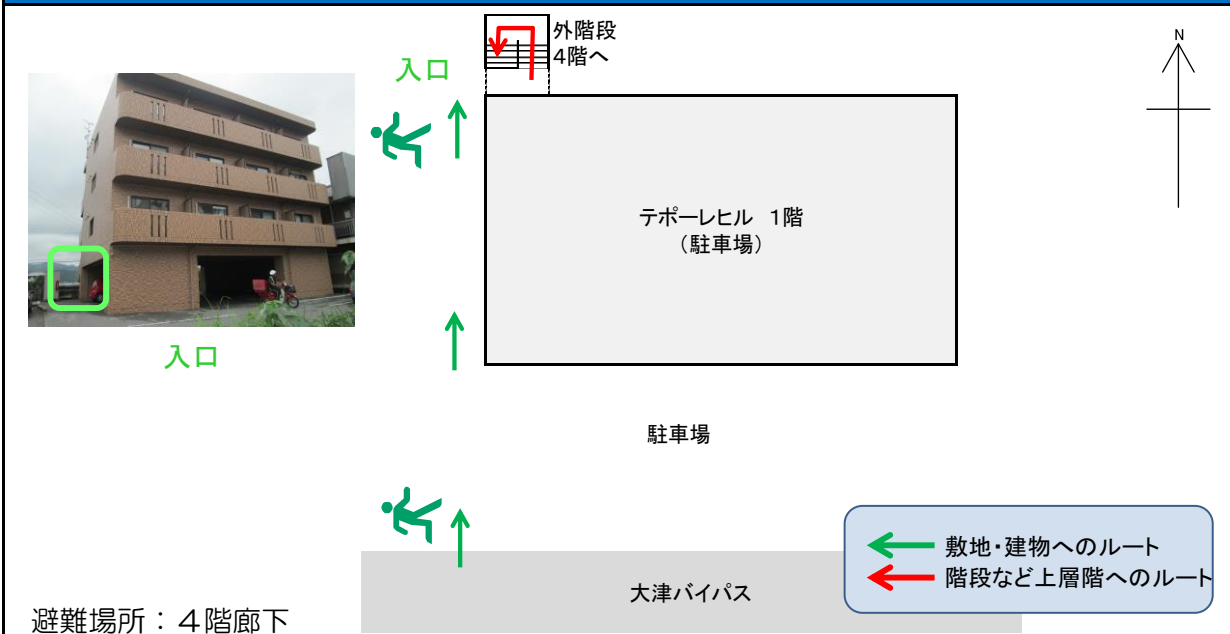 外階段
4階へ
入口
N
テポーレヒル 1階
（駐車場）
入口
駐車場
敷地・建物へのルート
階段など上層階へのルート
大津バイパス
避難場所：４階廊下